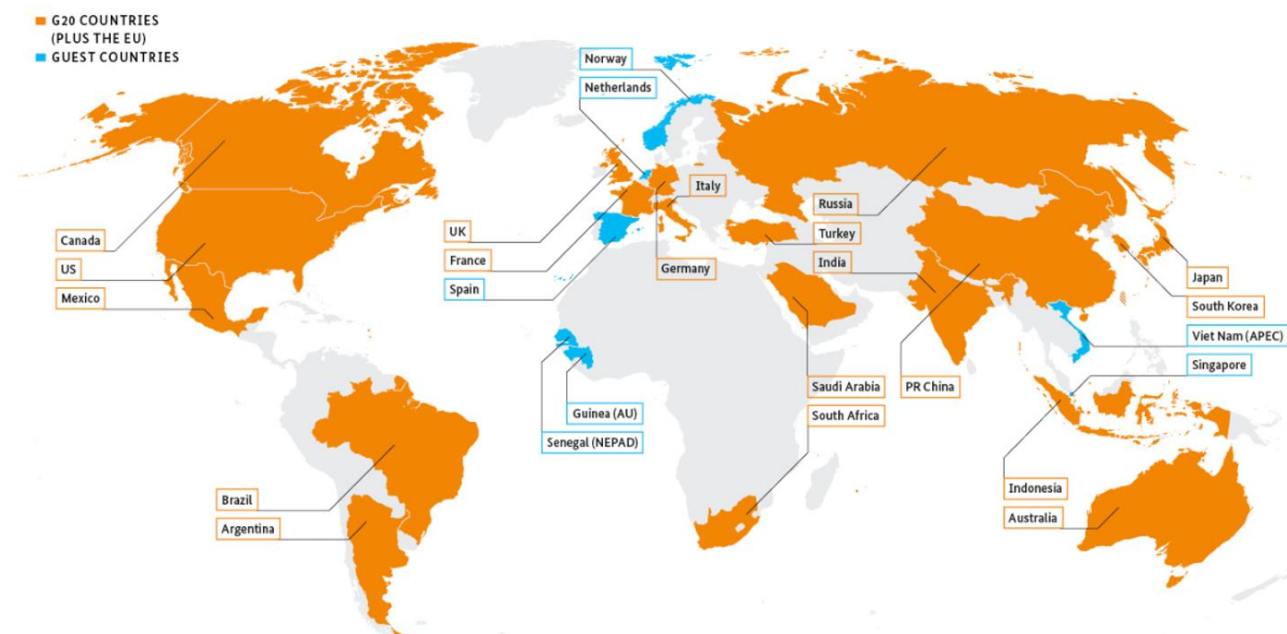 G20 COUNTRIES
(PLUS THE EU)
GUEST COUNTRIES
Norway
Netherlands
Italy
Canada
US
Mexico
UK
France
Spain
Germany
Russia
Turkey
India
Japan
South Korea
Viet Nam (APEC)
Singapore
Saudi Arabia
South Africa
PR China
Guinea (AU)
Senegal (NEPAD)
Brazil
Argentina
Indonesia
Australia